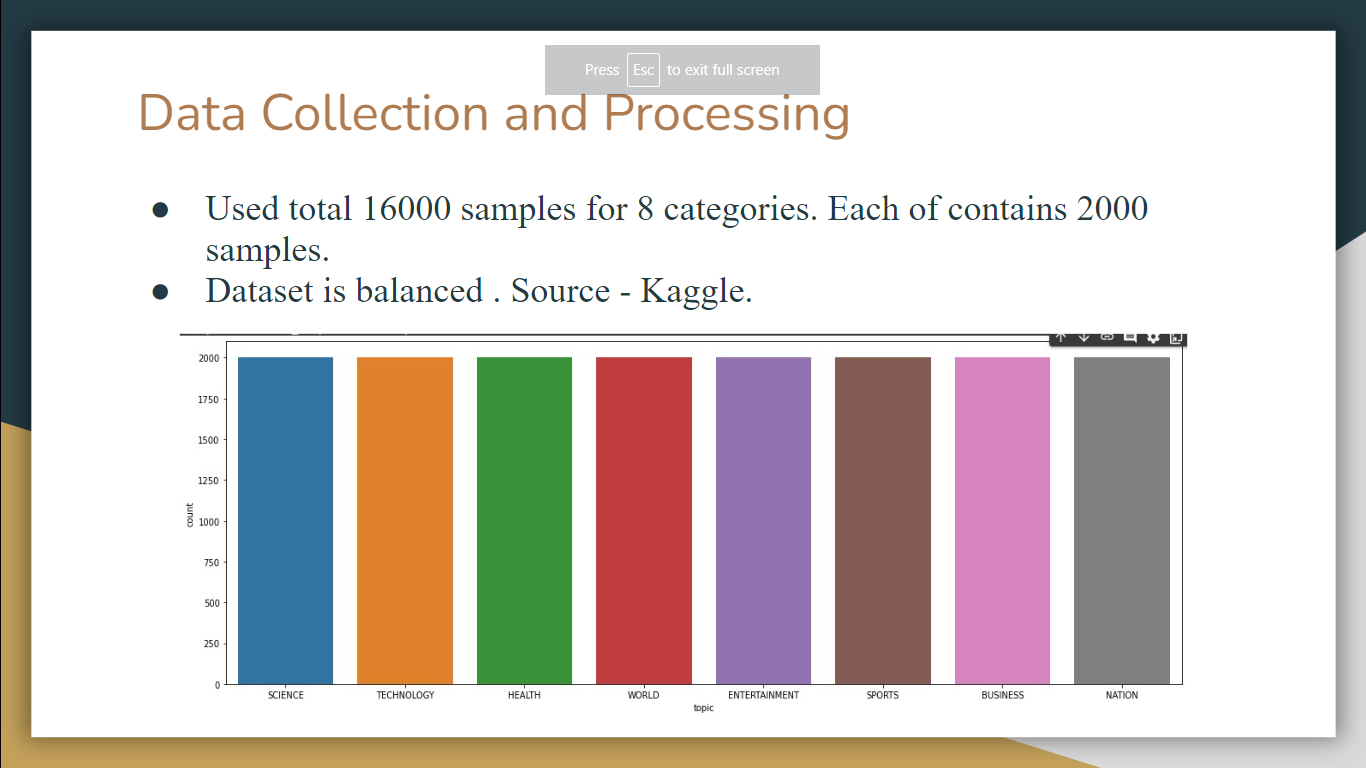 Press Esc to exit full screen
Data Collection and Processing
● Used total 16000 samples for 8 categories. Each of contains 2000
samples.
● Dataset is balanced . Source - Kaggle.
2000
1750
1500
1250
1000
750
500
250
0
count
SCIENCE TECHNOLOGY HEALTH WORLD ENTERTAINMENT SPORTS BUSINESS NATION
topic